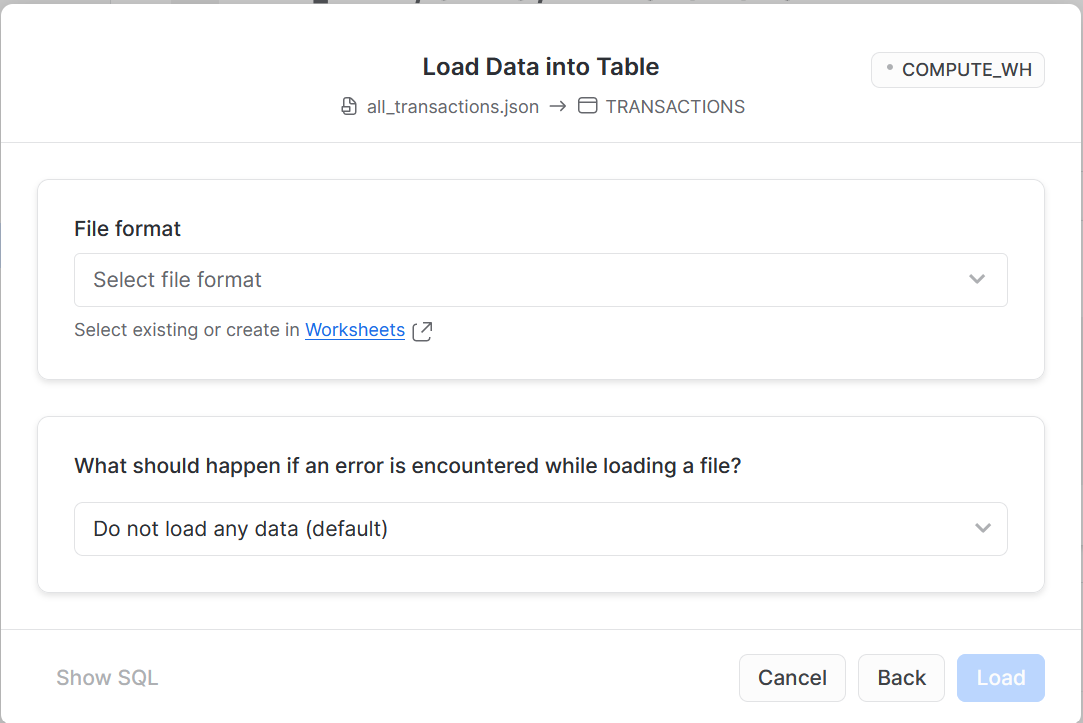 Load Data into Table
COMPUTE_WH
all_transactions.json → TRANSACTIONS
File format
Select file format
Select existing or create in Worksheets
What should happen if an error is encountered while loading a file?
Do not load any data (default)
Show SQL
Cancel
Back
Load